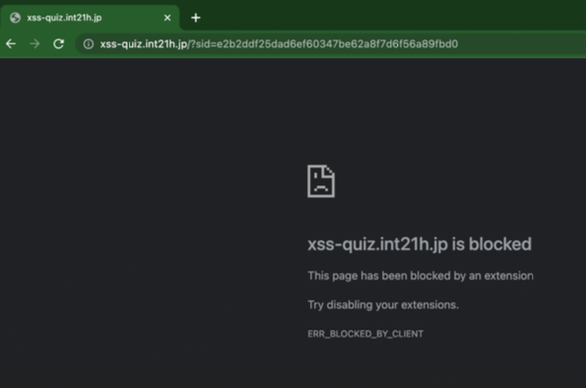 xss-quiz.int21h.jp
xss-quiz.int21h.jp/?sid=e2b2ddf25dad6ef60347be62a8f7d6f56a89fbd0
xss-quiz.int21h.jp is blocked
This page has been blocked by an extension
Try disabling your extensions.
ERR_BLOCKED_BY_CLIENT